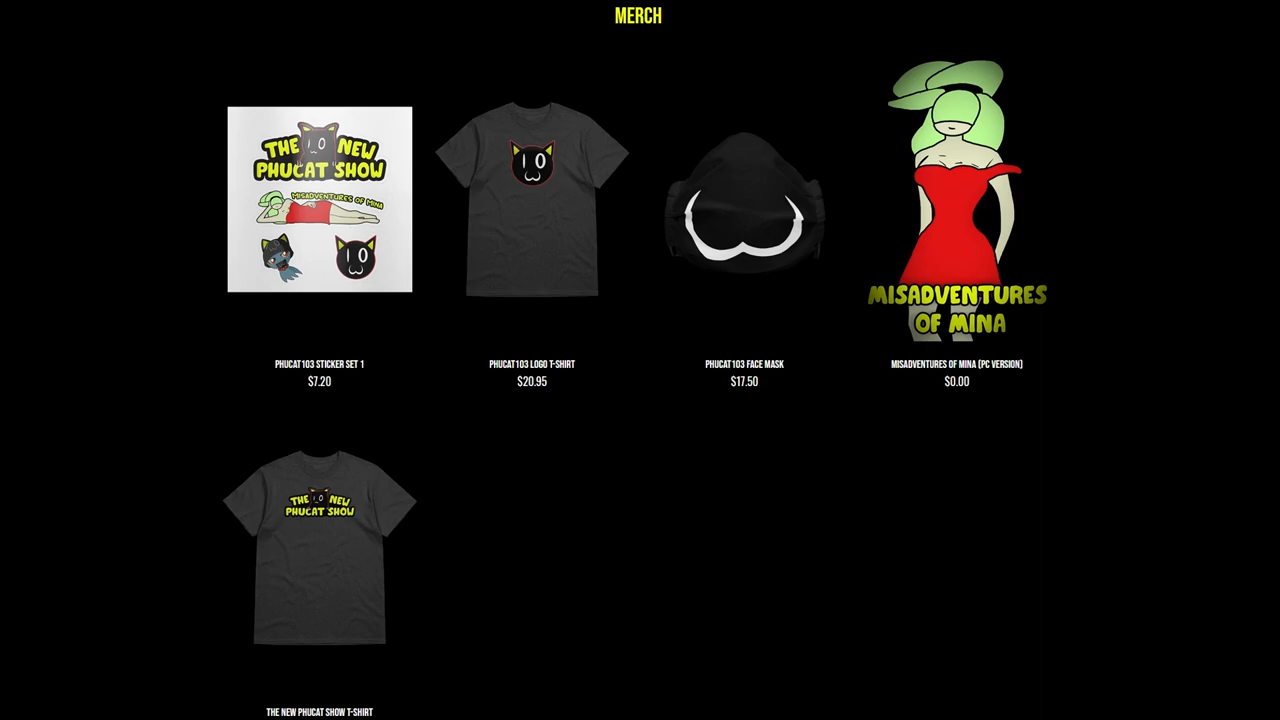 MERCH
THE NEW
PHUCAT SHOW
MISADVENTURES OF MINA
MISADVENTURES
OF MINA
PHUCAT103 STICKER SET 1
$7.20
PHUCAT103 LOGO T-SHIRT
$20.95
PHUCAT103 FACE MASK
$17.50
MISADVENTURES OF MINA (PC VERSION)
$0.00
THE NEW
PHUCAT SHOW
THE NEW PHUCAT SHOW T-SHIRT